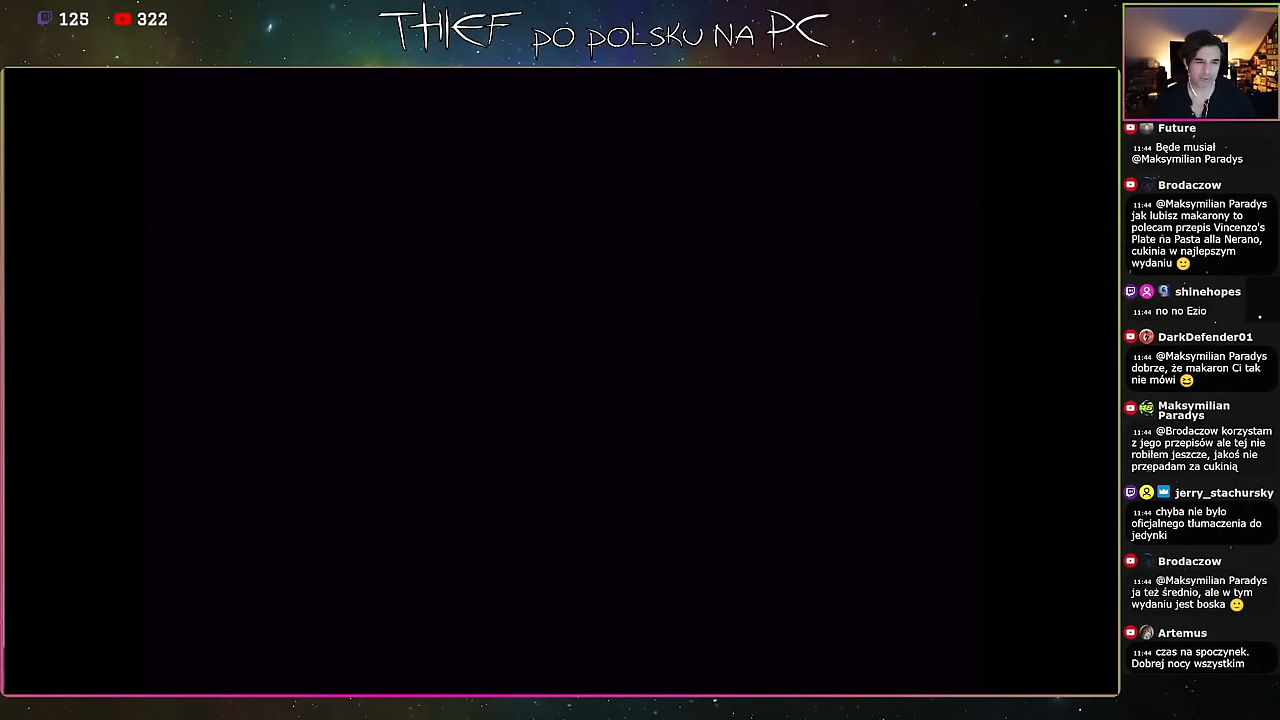 125 322
THIEF PO POLSKU NA PC
Future
11:44 Będe musiał
@Maksymilian Paradys
Brodaczow
11:44 @Maksymilian Paradys
jak lubisz makarony to
polecam przepis Vincenzo's
Plate na Pasta alla Nerano,
cukinia w najlepszym
wydaniu 🙂
shinehopes
11:44 no no Ezio
DarkDefender01
11:44 @Maksymilian Paradys
dobrze, że makaron Ci tak
nie mówi 😆
Maksymilian
Paradys
11:44 @Brodaczow korzystam
z jego przepisów ale tej nie
robiłem jeszcze, jakoś nie
przepadam za cukinią
jerry_stachursky
11:44 chyba nie było
oficjalnego tłumaczenia do
jedynki
Brodaczow
11:44 @Maksymilian Paradys
ja też średnio, ale w tym
wydaniu jest boska 🙂
Artemus
11:44 czas na spoczynek.
Dobrej nocy wszystkim